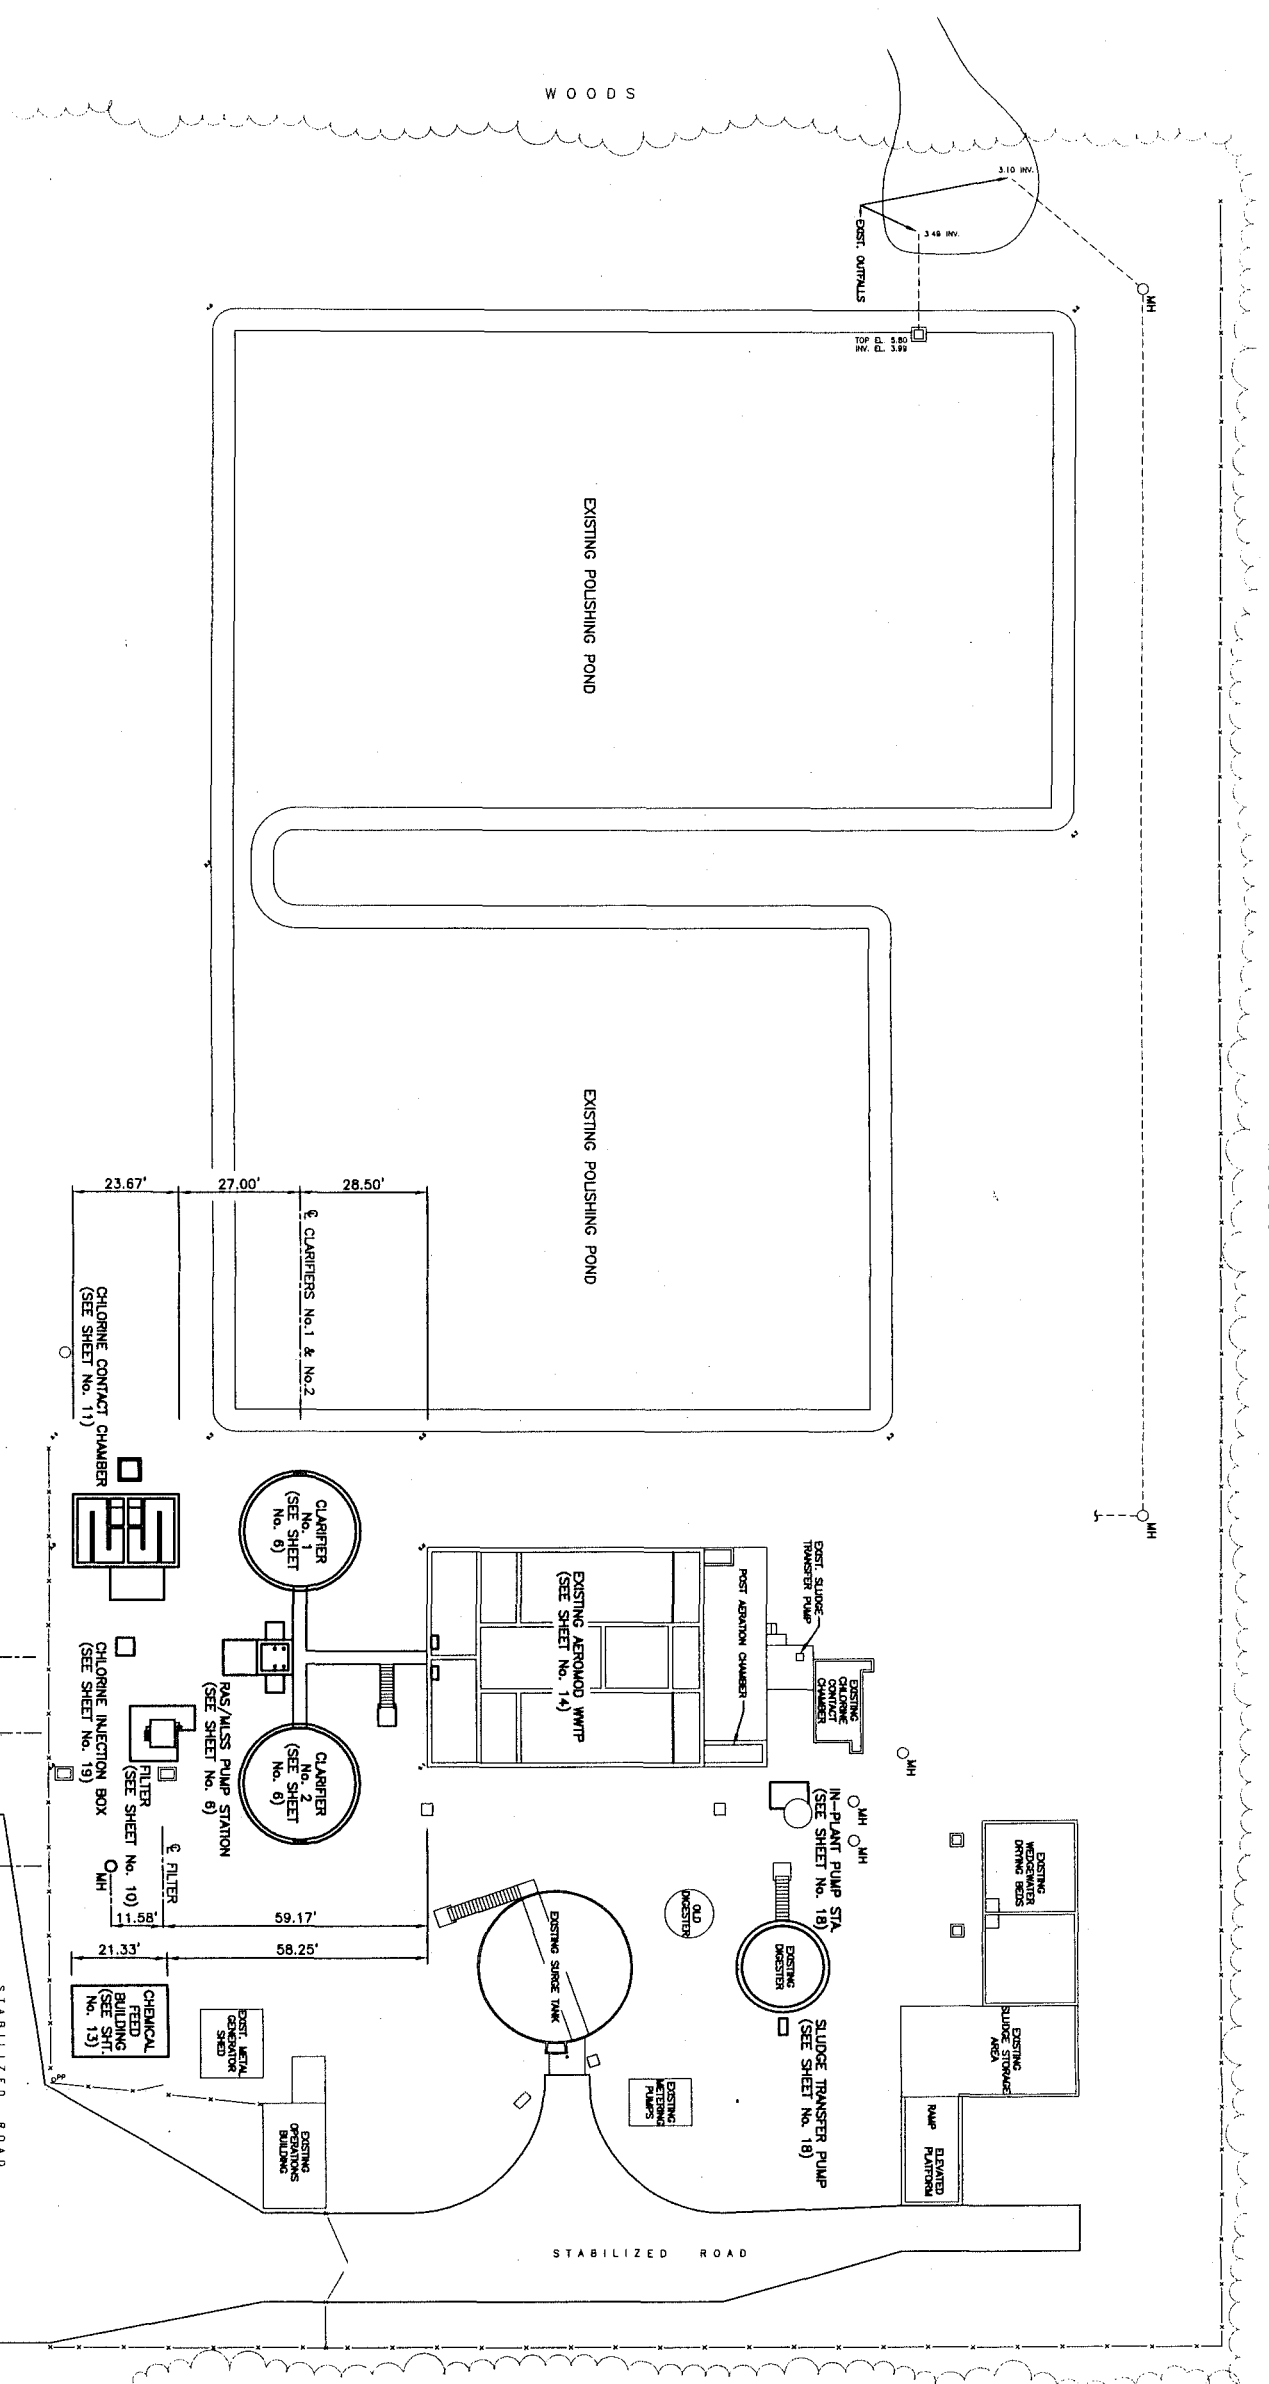 WOODS
3.10 INV.
3.48 INV.
EXIST. OUTFALLS
MH
TOP EL. 5.80
INV. EL. 3.99
EXISTING POLISHING POND
EXISTING POLISHING POND
23.67'
27.00'
28.50'
℄ CLARIFIERS No.1 & No.2
CHLORINE CONTACT CHAMBER
(SEE SHEET No. 11)
MH
CLARIFIER
No. 1
(SEE SHEET
No. 6)
EXISTING AEROMOD WWTP
(SEE SHEET No. 14)
POST AERATION CHAMBER
EXIST. SLUDGE
TRANSFER PUMP
EXISTING
CHLORINE
CONTACT
CHAMBER
CHLORINE INJECTION BOX
(SEE SHEET No. 19)
RAS/MLSS PUMP STATION
(SEE SHEET No. 6)
CLARIFIER
No. 2
(SEE SHEET
No. 6)
FILTER
(SEE SHEET No. 10)
MH
MH
MH
IN-PLANT PUMP STA.
(SEE SHEET No. 18)
EXISTING
WEDGEWATER
DRYING BEDS
℄ FILTER
MH
11.58'
59.17'
21.33'
58.25'
OLD
DIGESTER
EXISTING SURGE TANK
EXISTING
DIGESTER
CHEMICAL
FEED
BUILDING
(SEE SHT.
No. 13)
EXIST. METAL
GENERATOR
SHED
SLUDGE TRANSFER PUMP
(SEE SHEET No. 18)
EXISTING
SLUDGE STORAGE
AREA
EXISTING
METERING
PUMPS
PP
EXISTING
OPERATIONS
BUILDING
RAMP
ELEVATED
PLATFORM
STABILIZED ROAD
STABILIZED ROAD